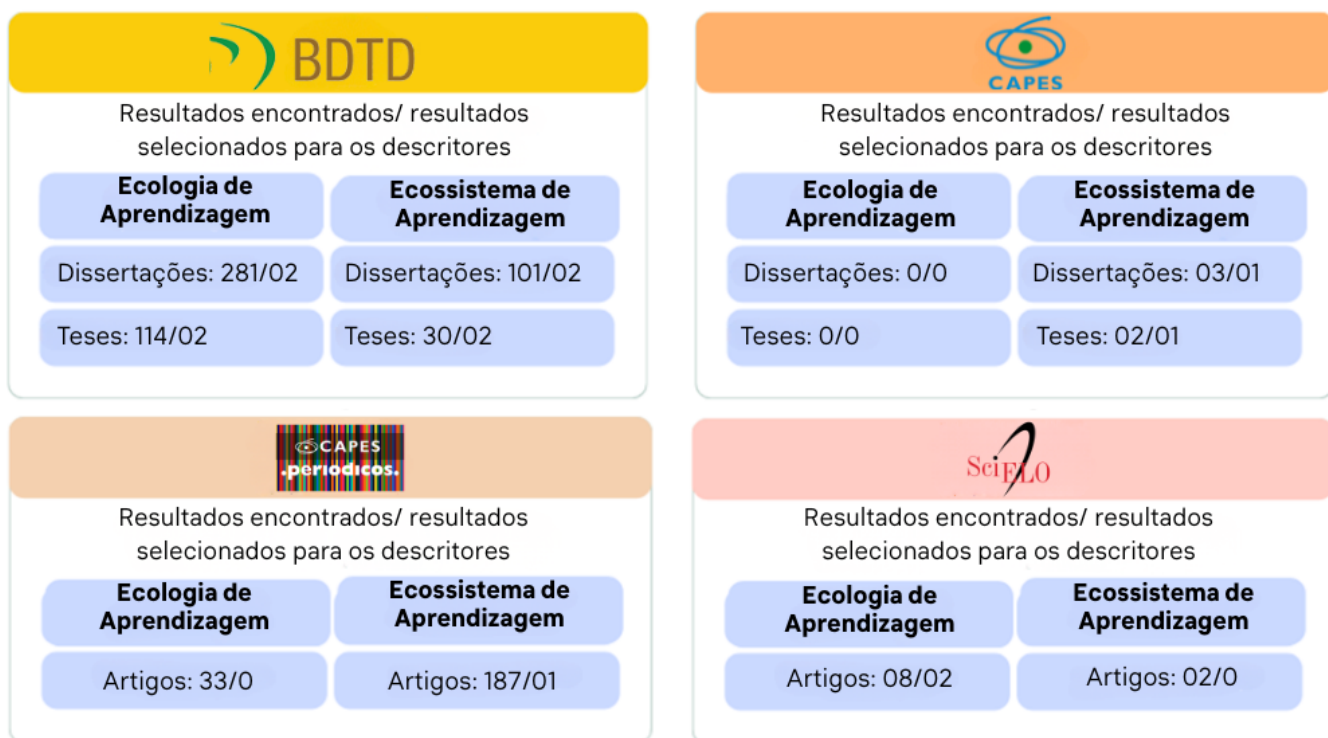 BDTD
Resultados encontrados/ resultados
selecionados para os descritores
Ecologia de
Aprendizagem
Ecossistema de
Aprendizagem
Dissertações: 281/02
Dissertações: 101/02
Teses: 114/02
Teses: 30/02
CAPES
Resultados encontrados/ resultados
selecionados para os descritores
Ecologia de
Aprendizagem
Ecossistema de
Aprendizagem
Dissertações: 0/0
Dissertações: 03/01
Teses: 0/0
Teses: 02/01
CAPES
.periodicos.
Resultados encontrados/ resultados
selecionados para os descritores
Ecologia de
Aprendizagem
Ecossistema de
Aprendizagem
Artigos: 33/0
Artigos: 187/01
SciELO
Resultados encontrados/ resultados
selecionados para os descritores
Ecologia de
Aprendizagem
Ecossistema de
Aprendizagem
Artigos: 08/02
Artigos: 02/0